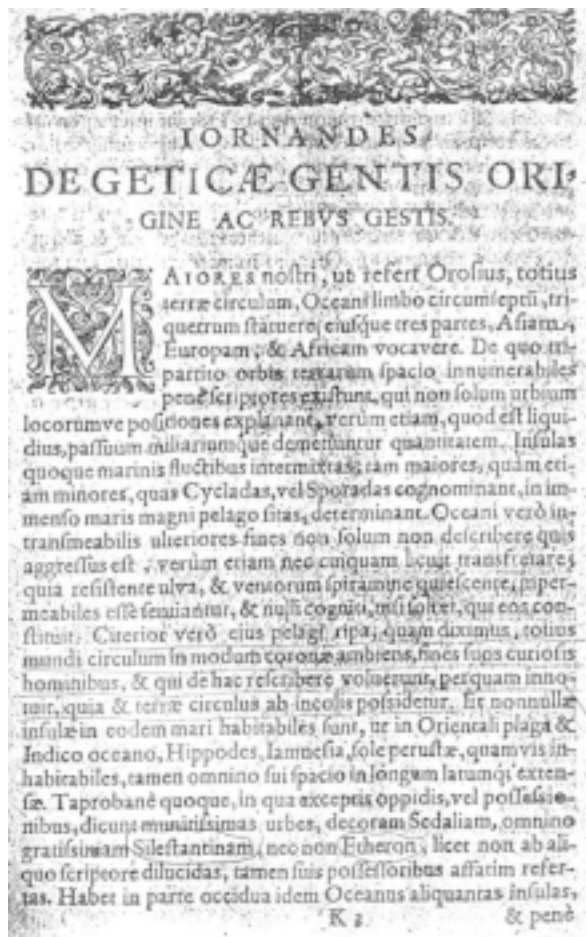 IORNANDES
DE GETICÆ GENTIS ORI-
GINE AC REBVS GESTIS.
MAIORES noſtri, ut refert Oroſius, totius
terræ circulum, Oceani limbo circumſeptũ, tri-
quetrum ſtatuere, eiuſque tres partes, Aſiam,
Europam, & Africam vocavere. De quo tri-
partito orbis terrarum ſpacio innumerabiles
penè ſcriptores exiſtunt, qui non ſolum urbium
locorumve poſitiones explanant, verùm etiam, quod eſt liqui-
dius, paſſuum miliariumque demetiuntur quantitatem. Inſulas
quoque marinis fluctibus intermixtas, tam maiores, quàm eti-
am minores, quas Cycladas, vel Sporadas cognominant, in im-
menſo maris magni pelago ſitas, determinant. Oceani verò in-
tranſmeabilis ulteriores fines non ſolum non deſcribere quis
aggreſſus eſt, verùm etiam nec cuiquam licuit transfretare;
quia reſiſtente ulva, & ventorum ſpiramine quieſcente, imper-
meabiles eſſe ſentiantur, & nulli cogniti, niſi ſoli ei, qui eos con-
ſtituit. Citerior verò ejus pelagi ripa, quam diximus, totius
mundi circulum in modum coronæ ambiens, fines ſuos curioſis
hominibus, & qui de hac reſcribere voluerunt, perquam inno-
tuit, quia & terræ circulus ab incolis poſſidetur. Et nonnullæ
inſulæ in eodem mari habitabiles ſunt, ut in Orientali plaga &
Indico oceano, Hippodes, Iamneſia, ſole peruſtæ, quamvis in-
habitabiles, tamen omnino ſui ſpacio in longum latumq; exten-
ſæ. Taprobanè quoque, in qua exceptis oppidis, vel poſſeſsio-
nibus, dicunt munitiſsimas urbes, decoram Sedaliam, omnino
gratiſsimam Sileſtantinam, nec non Etheron, licet non ab ali-
quo ſcriptore dilucidas, tamen ſuis poſſeſſoribus affatim refer-
tas. Habet in parte occidua idem Oceanus aliquantas inſulas,
K 3 & penè